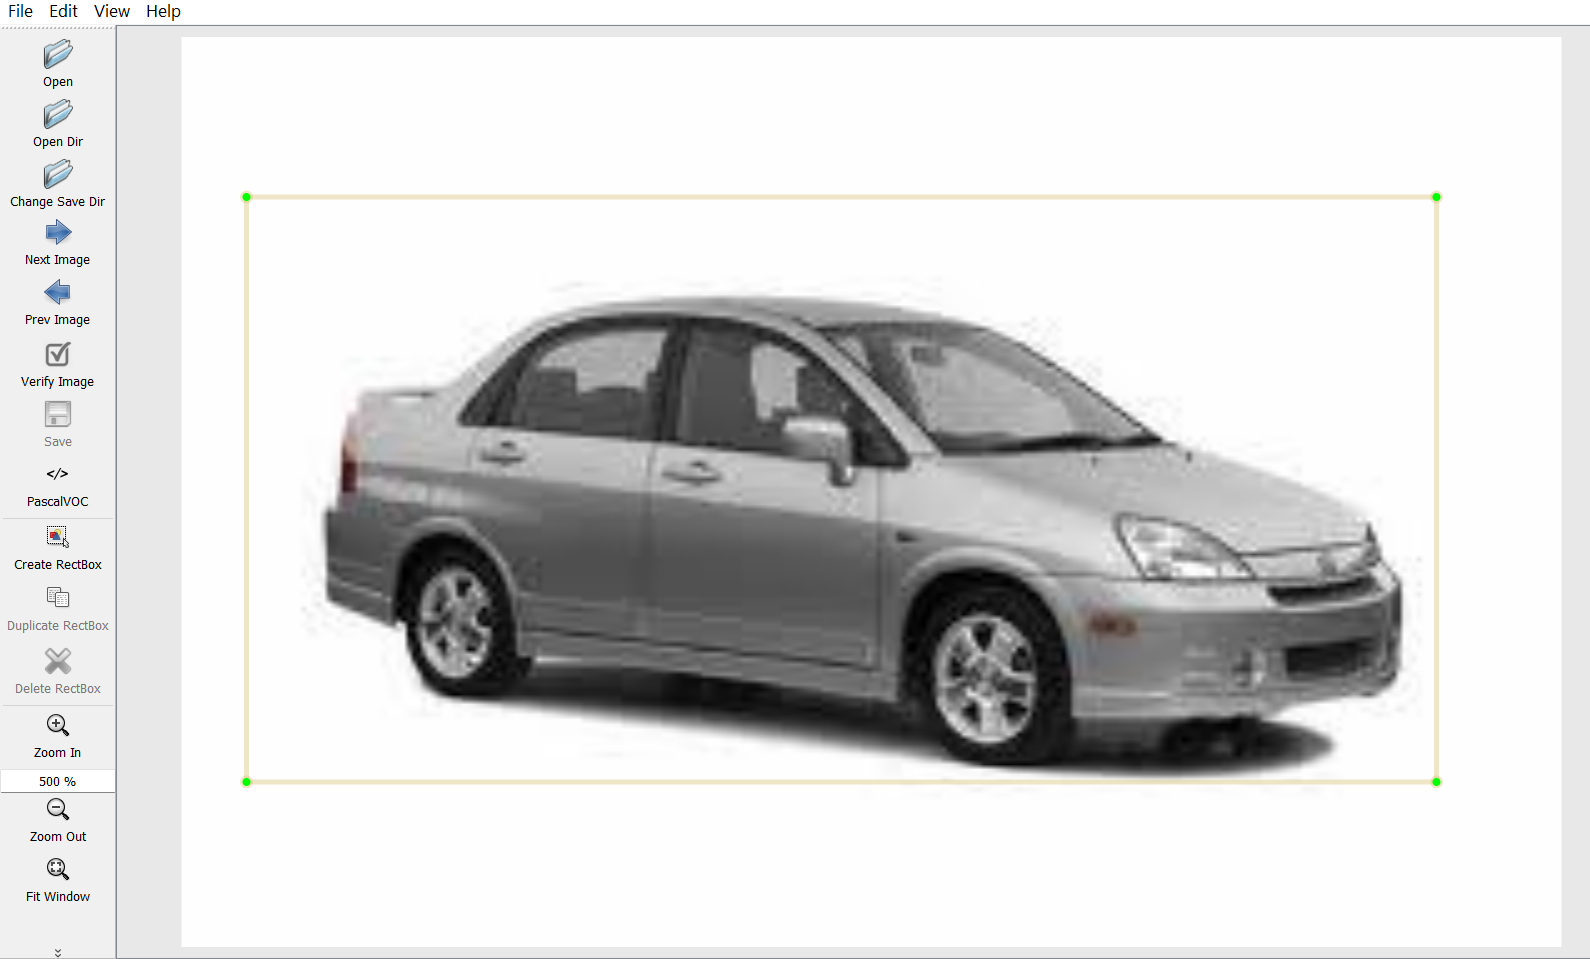 File Edit View Help
Open
Open Dir
Change Save Dir
Next Image
Prev Image
Verify Image
Save
</>
PascalVOC
Create RectBox
Duplicate RectBox
Delete RectBox
Zoom In
500 %
Zoom Out
Fit Window